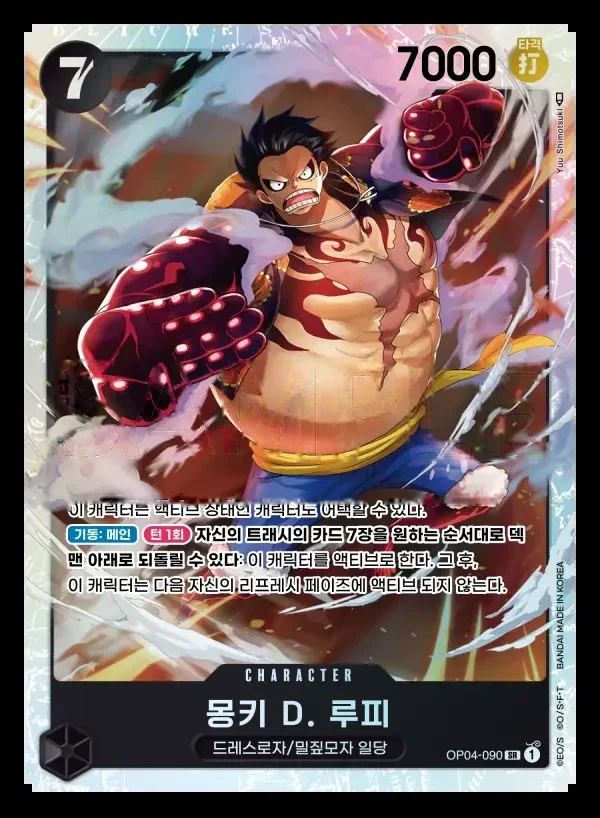 7
7000
타격
打
Yuu Shimotsuki
이 캐릭터는 액티브 상태인 캐릭터도 어택할 수 있다.
기동: 메인 턴 1회 자신의 트래시의 카드 7장을 원하는 순서대로 덱
맨 아래로 되돌릴 수 있다: 이 캐릭터를 액티브로 한다. 그 후,
이 캐릭터는 다음 자신의 리프레시 페이즈에 액티브 되지 않는다.
CHARACTER
몽키 D. 루피
드레스로자/밀짚모자 일당
OP04-090 SR 1
©E.O/S ©O/S·F·T BANDAI MADE IN KOREA